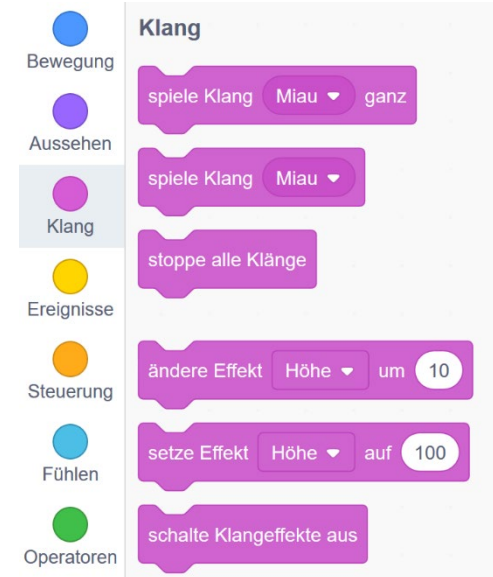 Bewegung
Aussehen
Klang
Ereignisse
Steuerung
Fühlen
Operatoren
Klang
spiele Klang Miau ganz
spiele Klang Miau
stoppe alle Klänge
ändere Effekt Höhe um 10
setze Effekt Höhe auf 100
schalte Klangeffekte aus